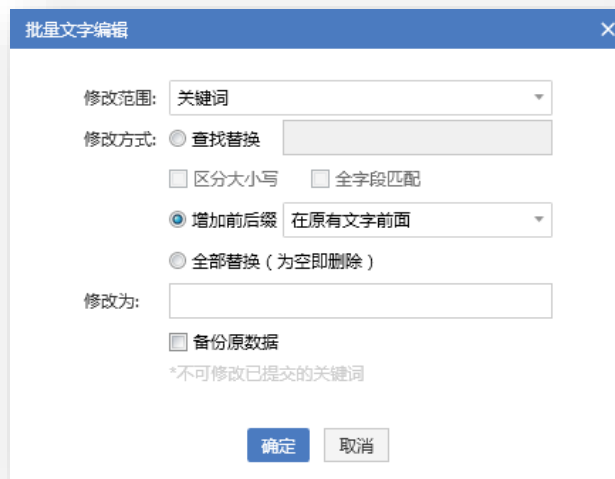 批量文字编辑
修改范围: 关键词
修改方式: 查找替换
区分大小写 全字段匹配
增加前后缀 在原有文字前面
全部替换（为空即删除）
修改为:
备份原数据
*不可修改已提交的关键词
确定 取消